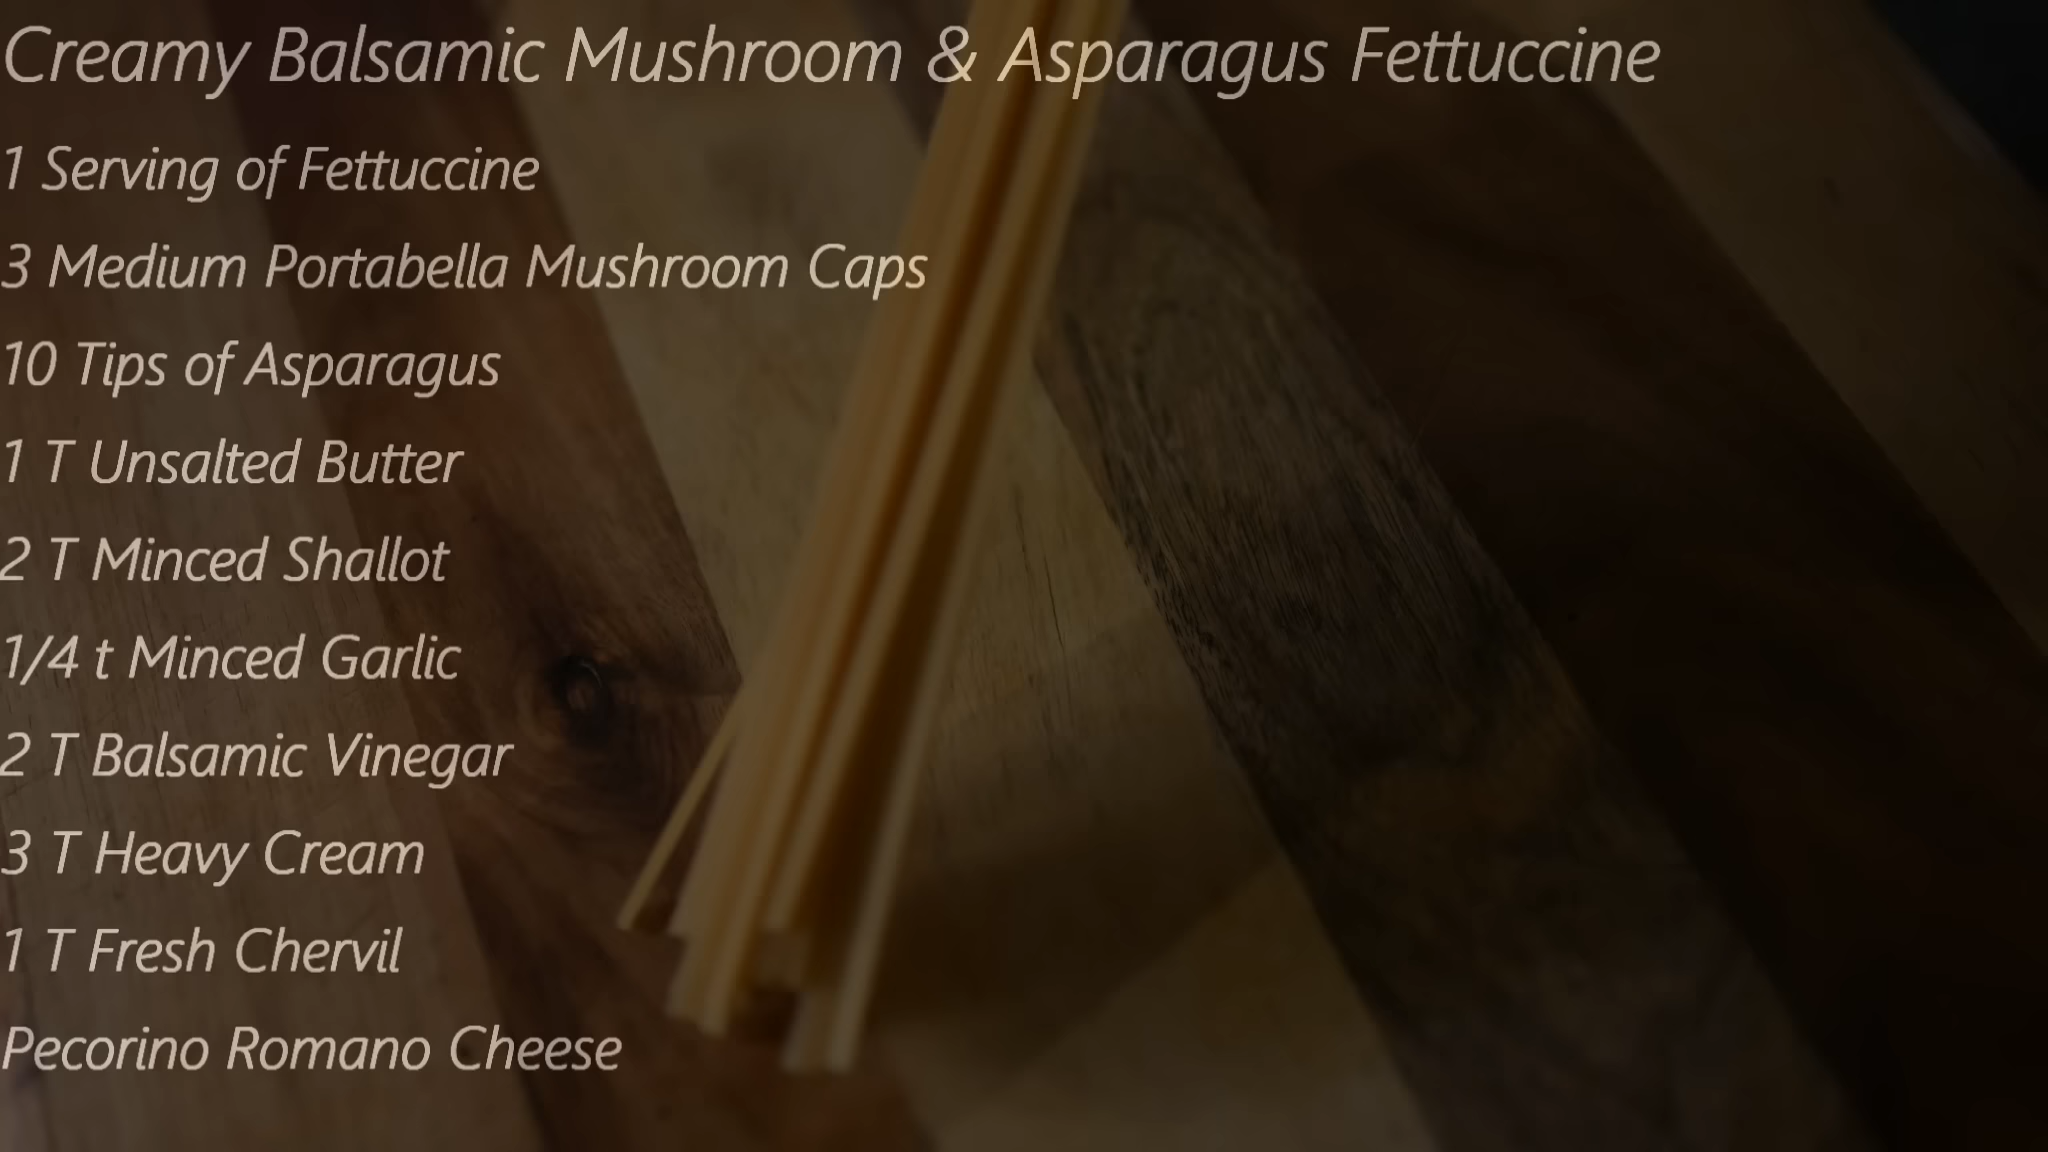 Creamy Balsamic Mushroom & Asparagus Fettuccine
1 Serving of Fettuccine
3 Medium Portabella Mushroom Caps
10 Tips of Asparagus
1 T Unsalted Butter
2 T Minced Shallot
1/4 t Minced Garlic
2 T Balsamic Vinegar
3 T Heavy Cream
1 T Fresh Chervil
Pecorino Romano Cheese